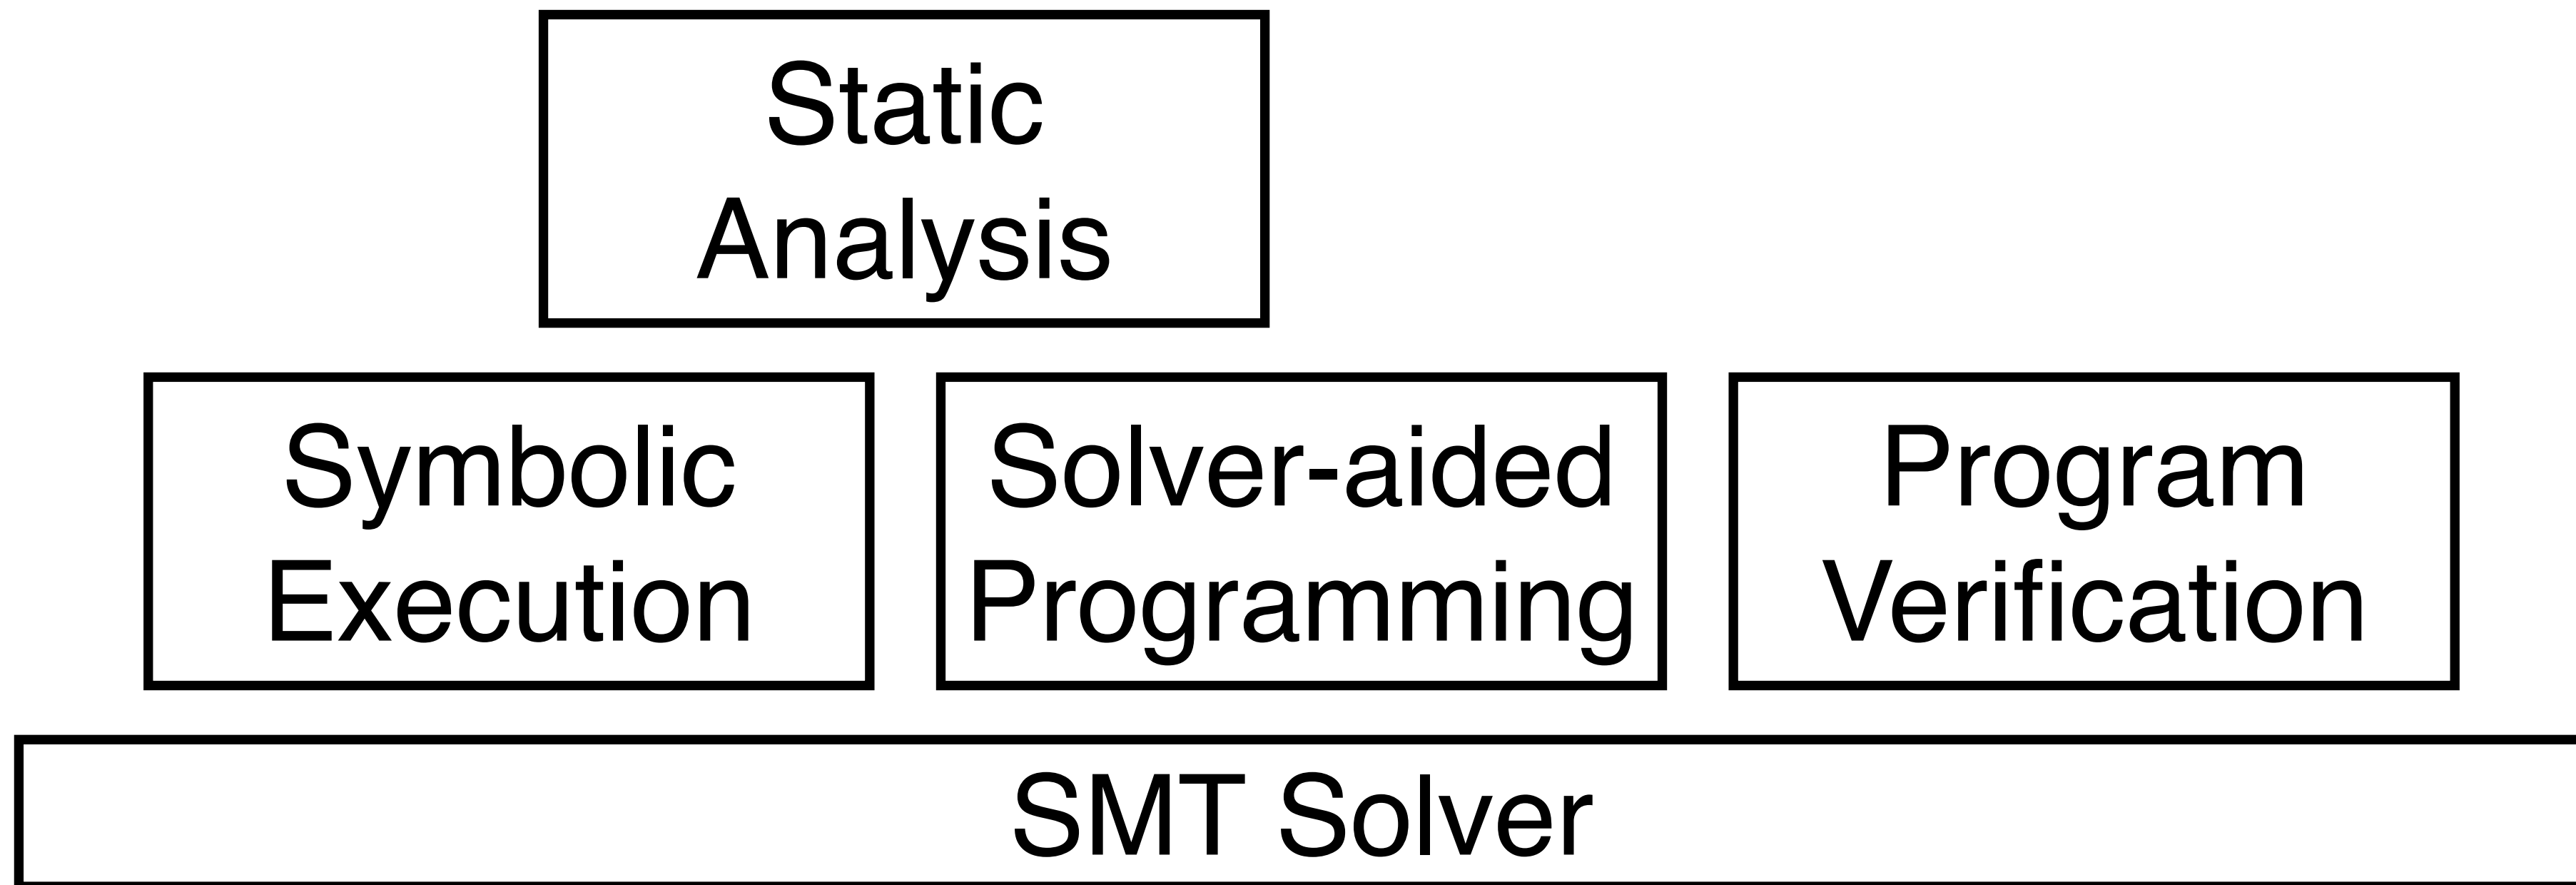 Static
Analysis
Symbolic
Execution
Solver-aided
Programming
Program
Verification
SMT Solver